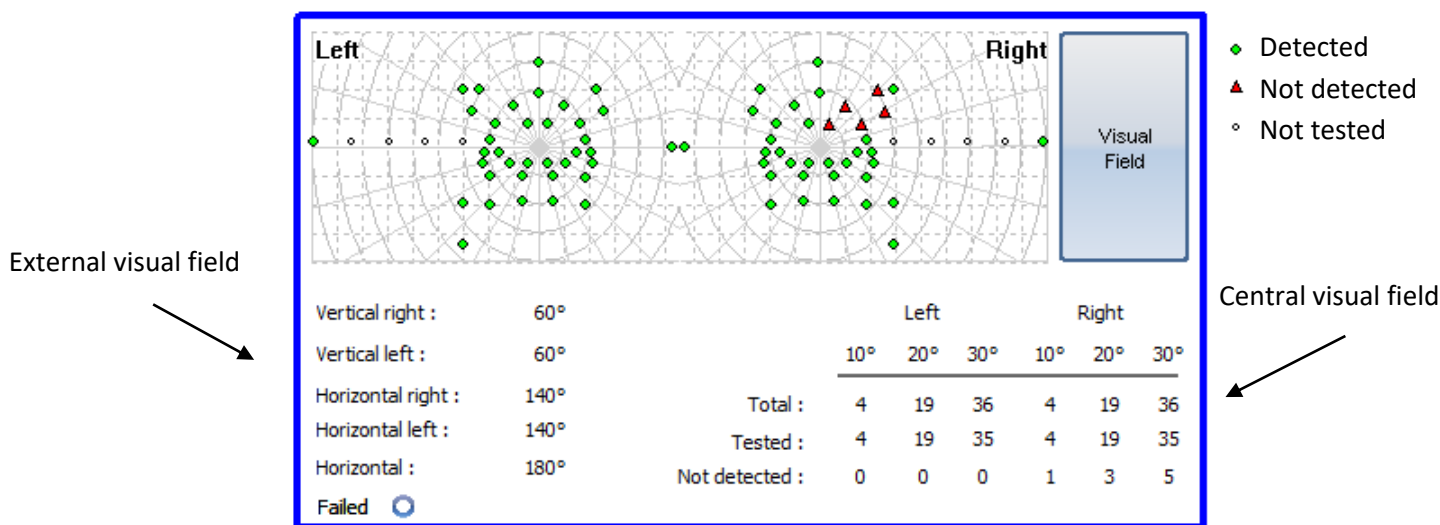 Left
Right
Visual
Field
Detected
Not detected
Not tested
External visual field
Central visual field
Vertical right : 60°
Vertical left : 60°
Horizontal right : 140°
Horizontal left : 140°
Horizontal : 180°
Failed
Left Right
10° 20° 30° 10° 20° 30°
Total : 4 19 36 4 19 36
Tested : 4 19 35 4 19 35
Not detected : 0 0 0 1 3 5